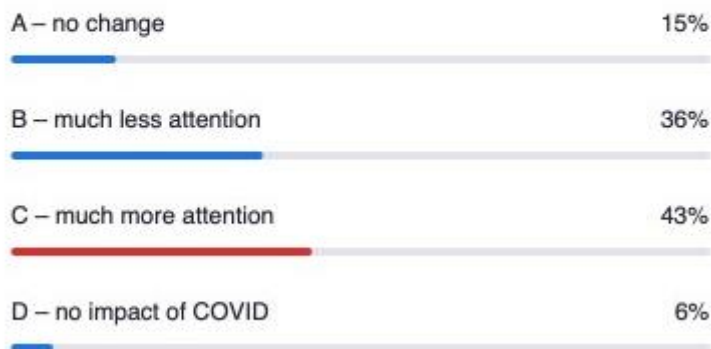 A – no change 15%
B – much less attention 36%
C – much more attention 43%
D – no impact of COVID 6%